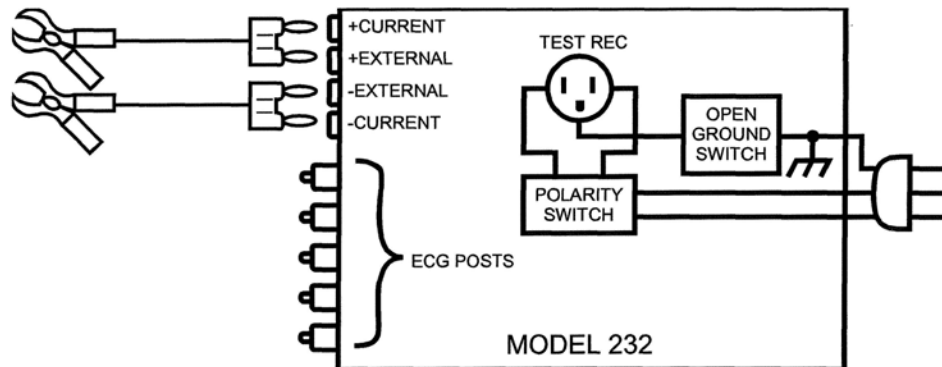 +CURRENT
+EXTERNAL
-EXTERNAL
-CURRENT
TEST REC
OPEN
GROUND
SWITCH
POLARITY
SWITCH
ECG POSTS
MODEL 232